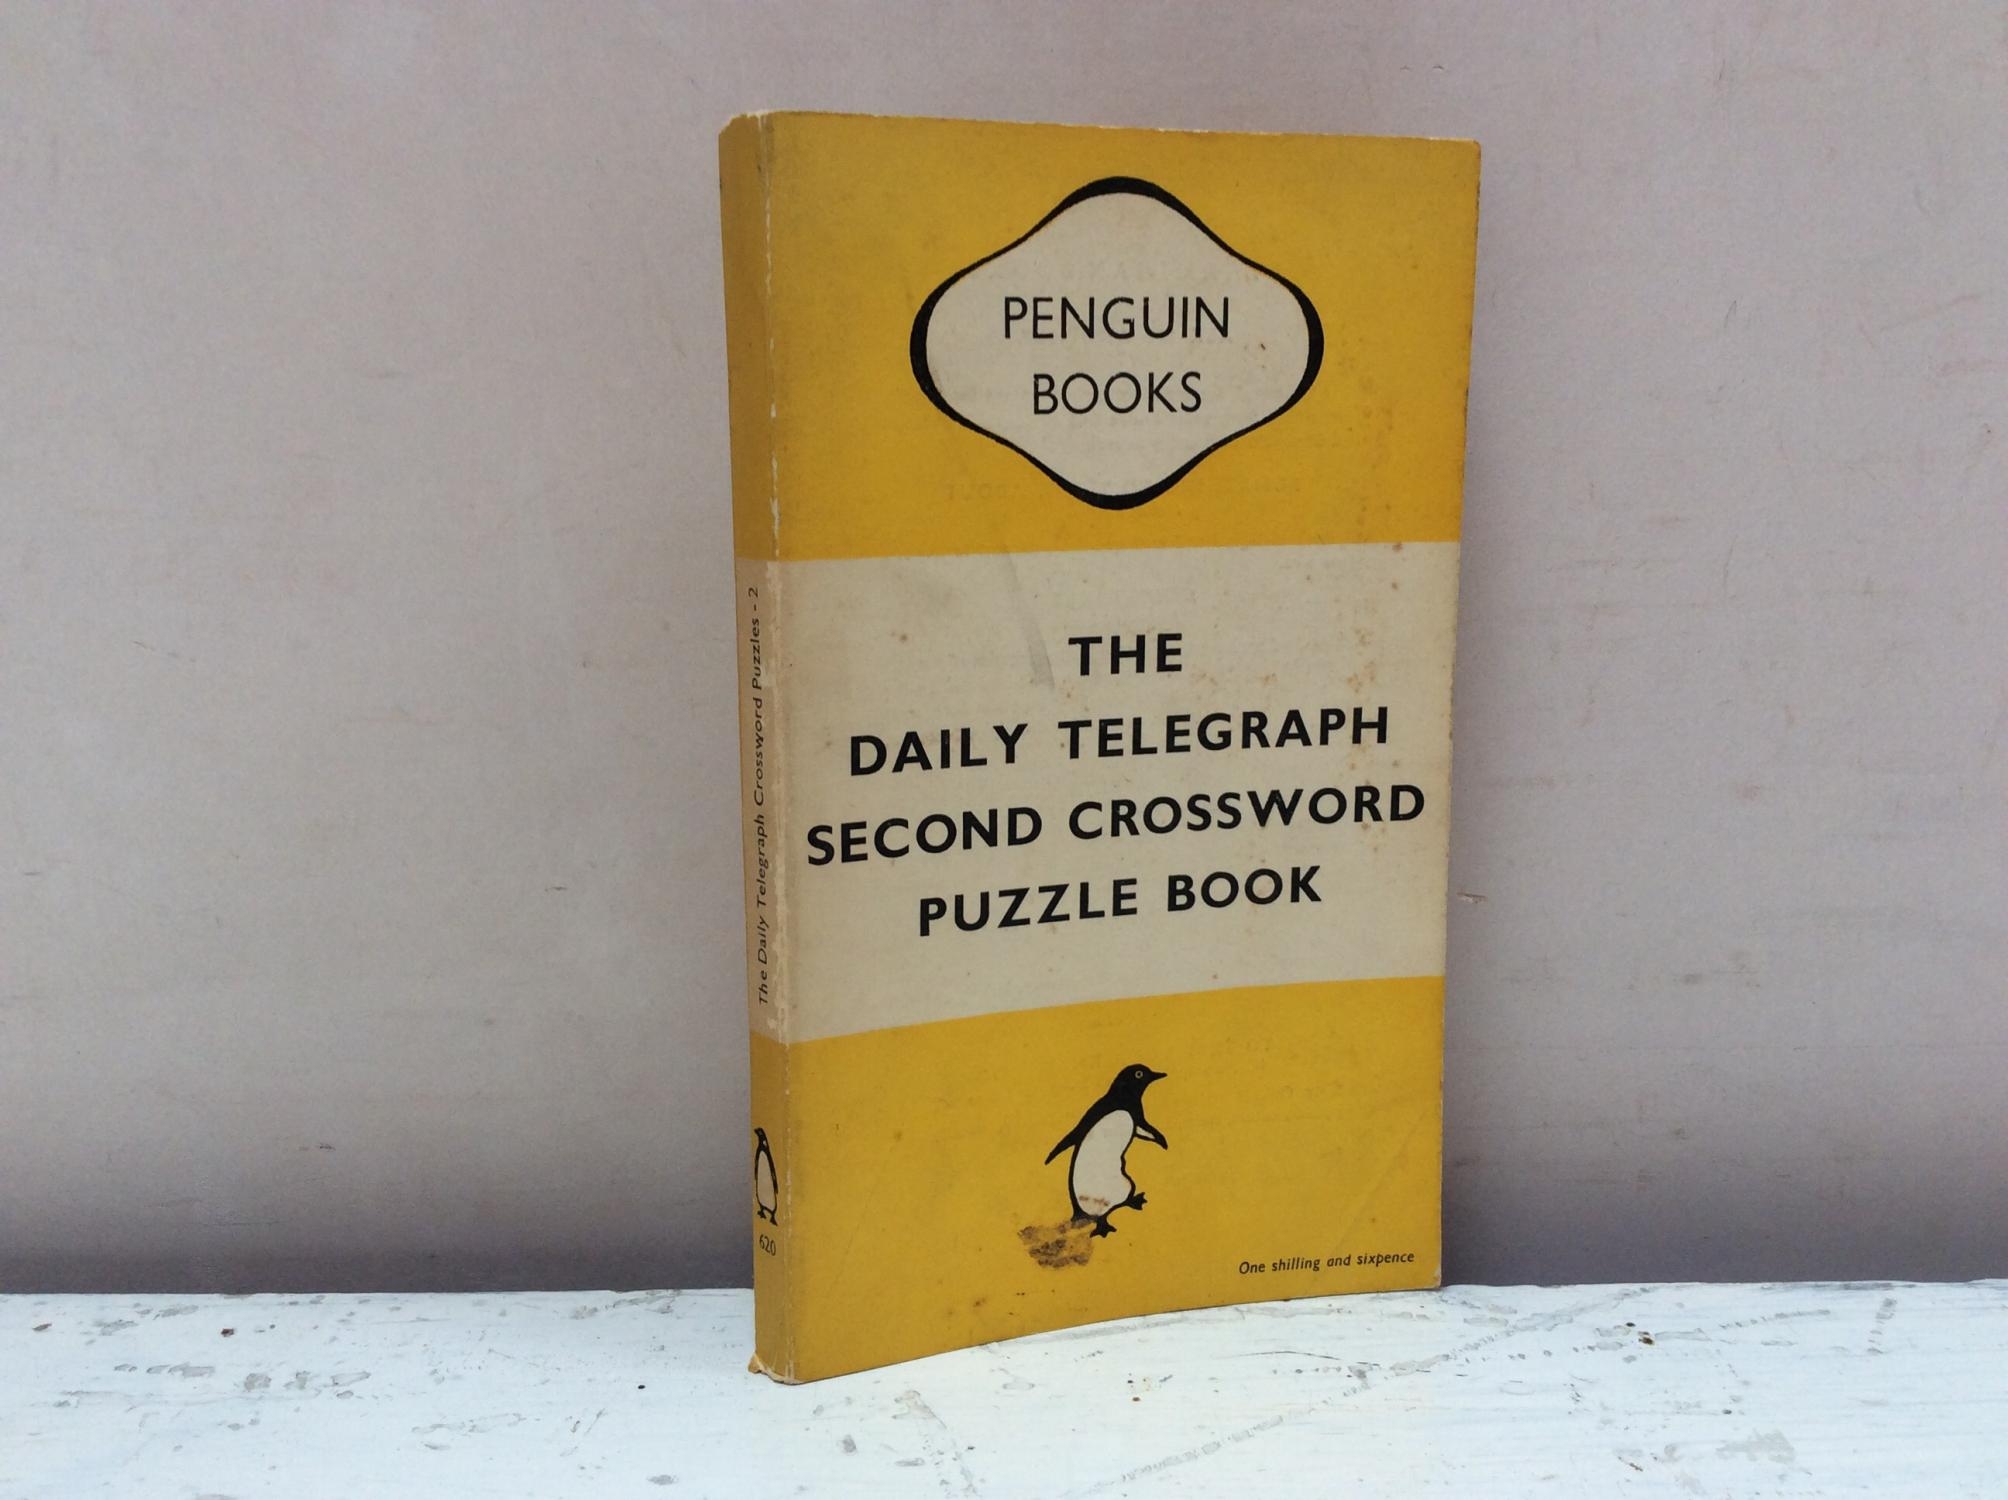 PENGUIN
BOOKS
THE
DAILY TELEGRAPH
SECOND CROSSWORD
PUZZLE BOOK
One shilling and sixpence
The Daily Telegraph Crossword Puzzles - 2
620